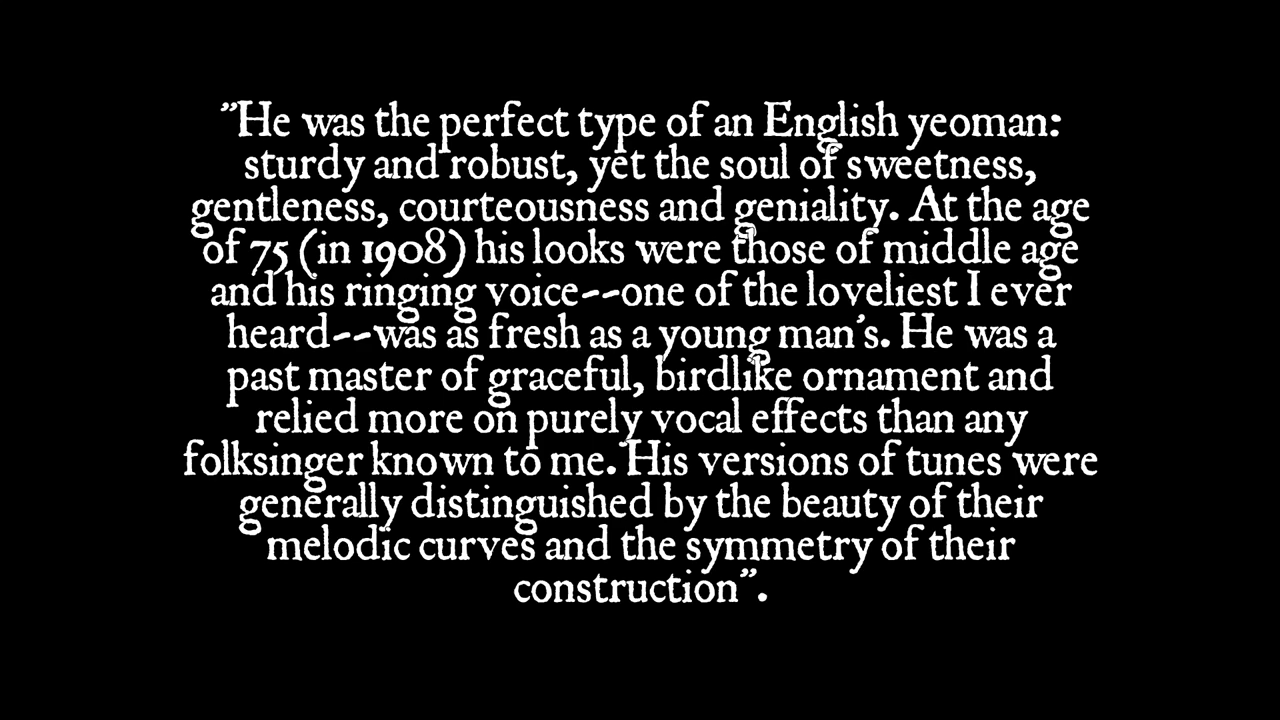 "He was the perfect type of an English yeoman:
sturdy and robust, yet the soul of sweetness,
gentleness, courteousness and geniality. At the age
of 75 (in 1908) his looks were those of middle age
and his ringing voice--one of the loveliest I ever
heard--was as fresh as a young man's. He was a
past master of graceful, birdlike ornament and
relied more on purely vocal effects than any
folksinger known to me. His versions of tunes were
generally distinguished by the beauty of their
melodic curves and the symmetry of their
construction".